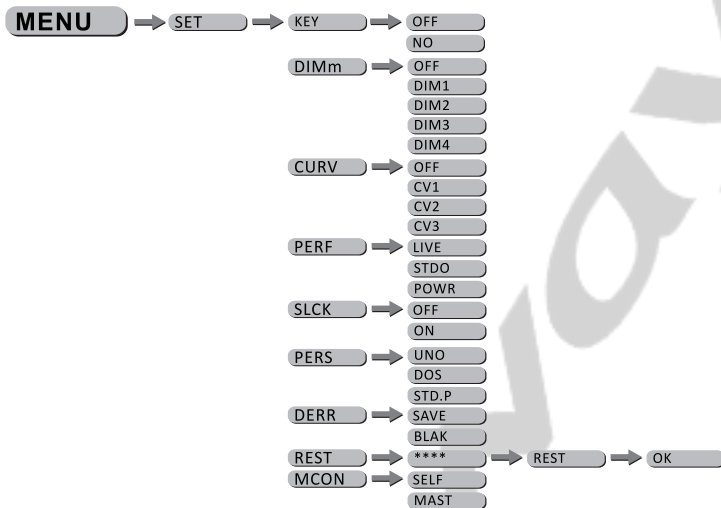 MENU SET KEY OFF
NO
DIMm OFF
DIM1
DIM2
DIM3
DIM4
CURV OFF
CV1
CV2
CV3
PERF LIVE
STDO
POWR
SLCK OFF
ON
PERS UNO
DOS
STD.P
DERR SAVE
BLAK
REST **** REST OK
MCON SELF
MAST